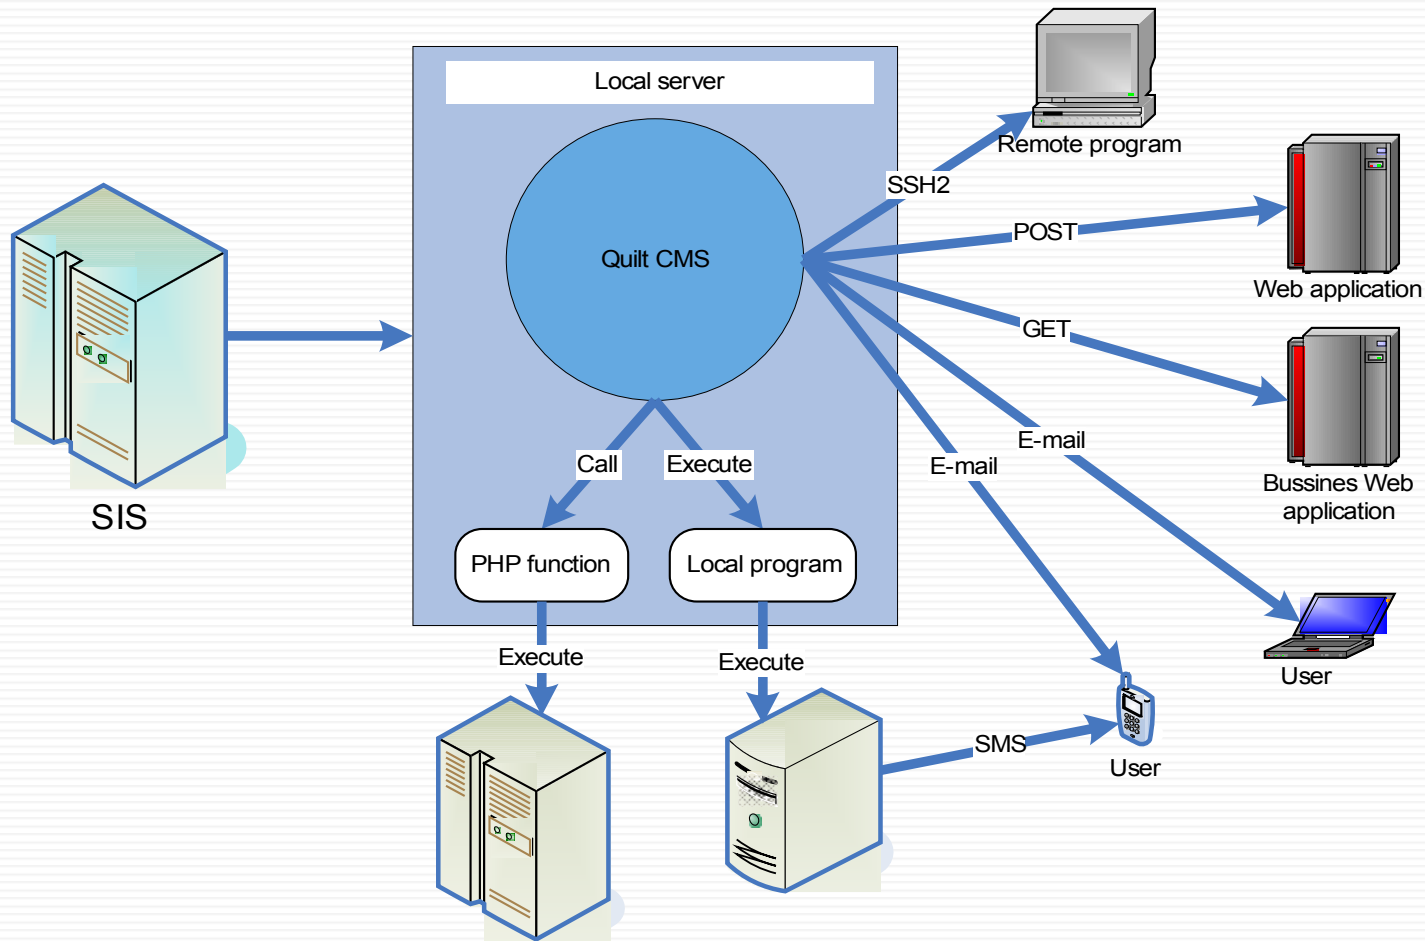 Local server
Remote program
SSH2
POST
Quilt CMS
Web application
GET
E-mail
E-mail
Call
Execute
Bussines Web
application
SIS
PHP function
Local program
Execute
Execute
User
SMS
User